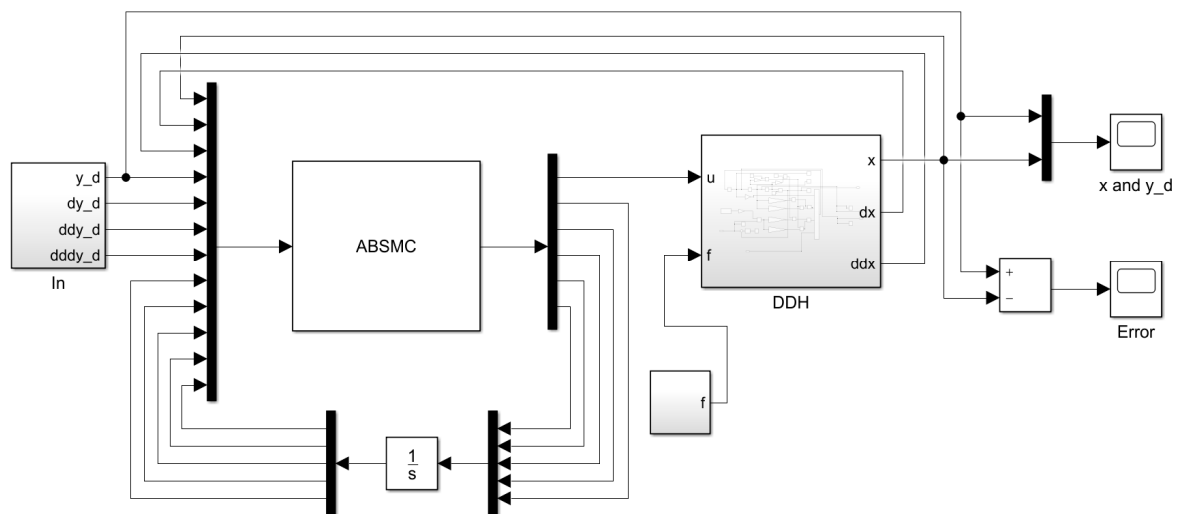 y_d
dy_d
ddy_d
dddy_d
In
ABSMC
u
f
x
dx
ddx
DDH
x and y_d
+
−
Error
f
1
s